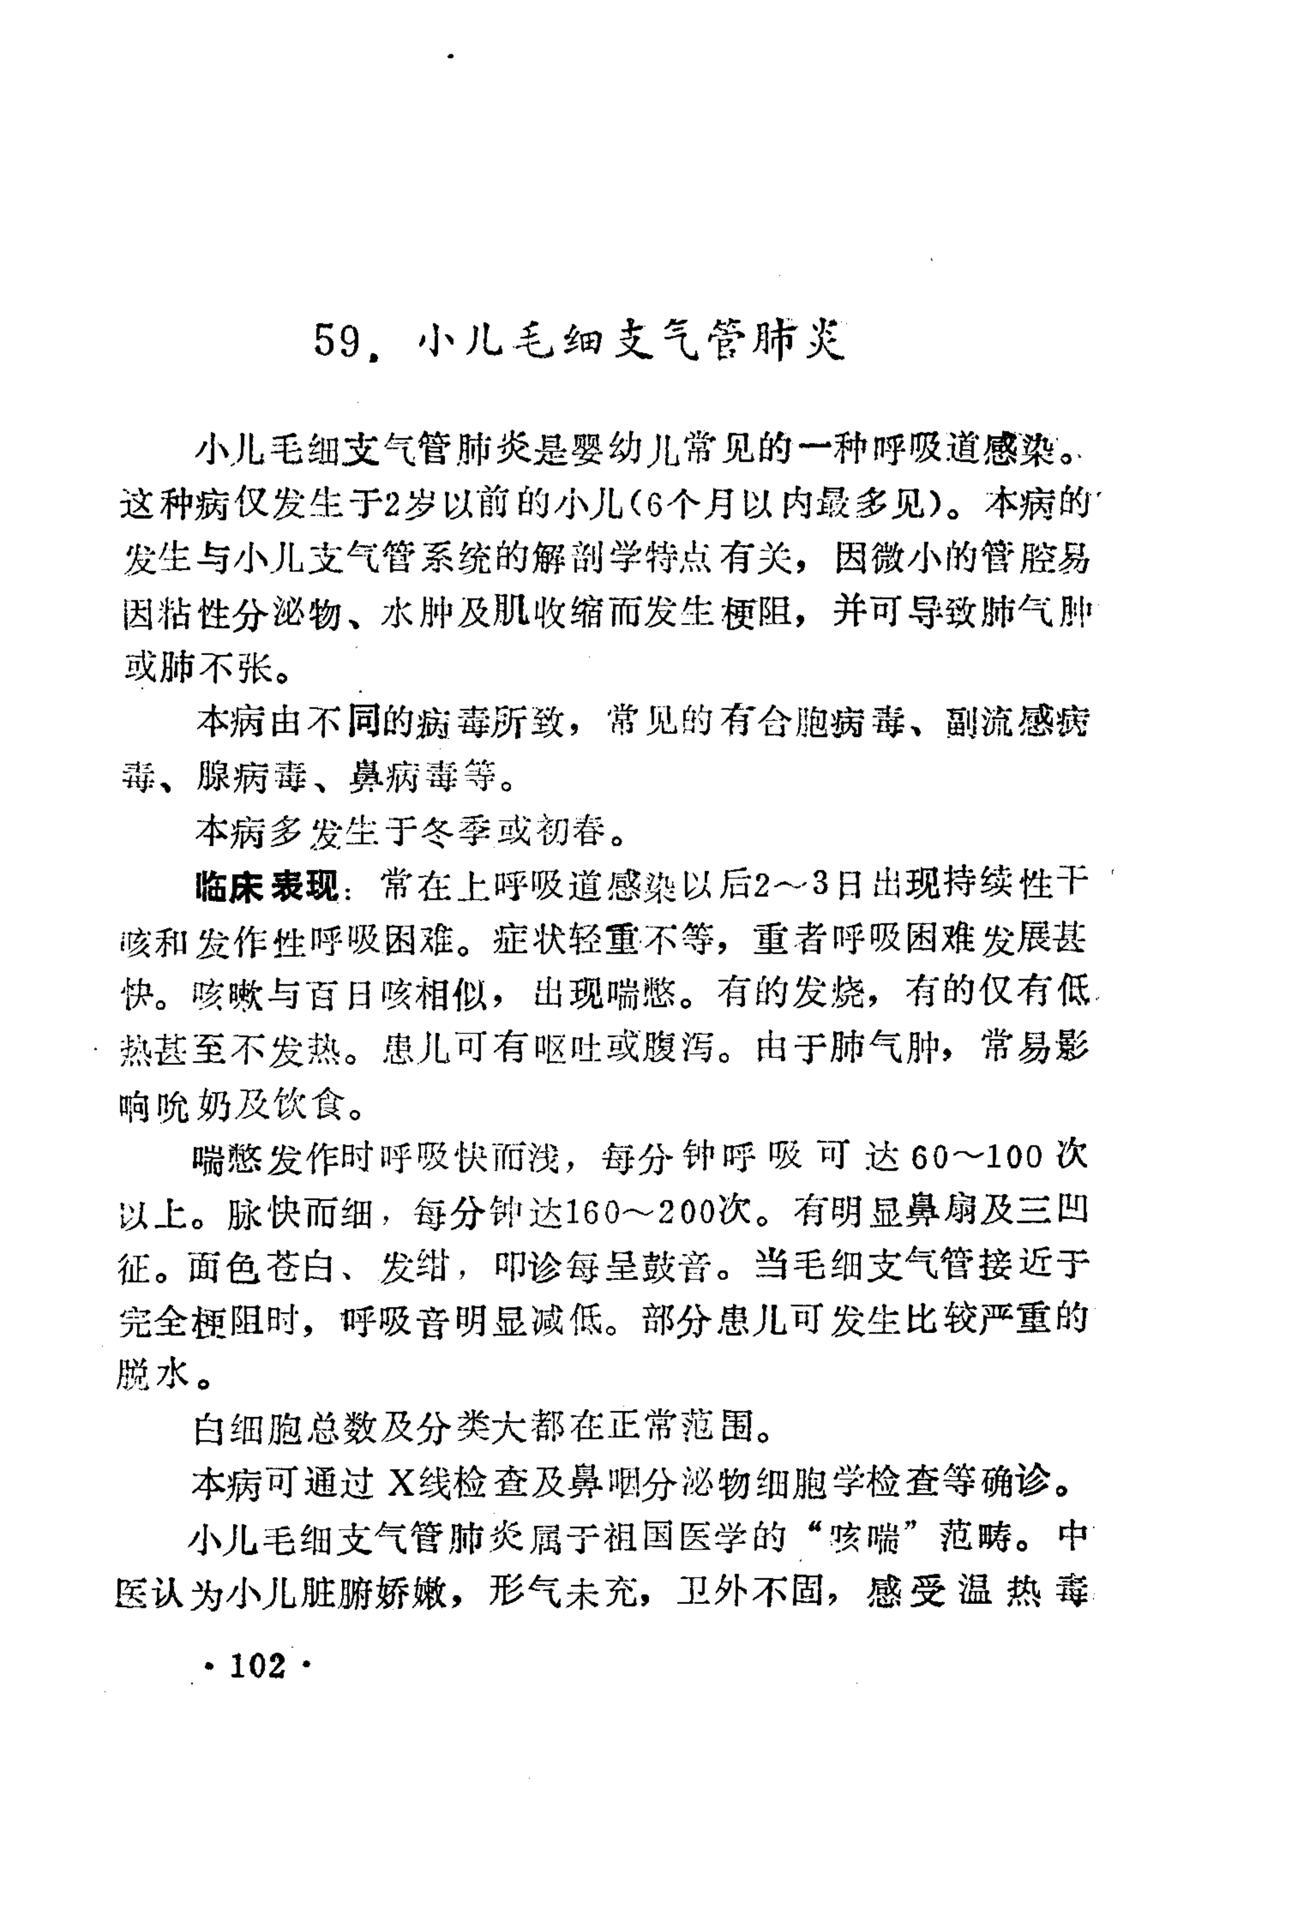 59. 小儿毛细支气管肺炎
小儿毛细支气管肺炎是婴幼儿常见的一种呼吸道感染。
这种病仅发生于2岁以前的小儿(6个月以内最多见)。本病的
发生与小儿支气管系统的解剖学特点有关，因微小的管腔易
因粘性分泌物、水肿及肌收缩而发生梗阻，并可导致肺气肿
或肺不张。
本病由不同的病毒所致，常见的有合胞病毒、副流感病
毒、腺病毒、鼻病毒等。
本病多发生于冬季或初春。
临床表现：常在上呼吸道感染以后2～3日出现持续性干
咳和发作性呼吸困难。症状轻重不等，重者呼吸困难发展甚
快。咳嗽与百日咳相似，出现喘憋。有的发烧，有的仅有低
热甚至不发热。患儿可有呕吐或腹泻。由于肺气肿，常易影
响吮奶及饮食。
喘憋发作时呼吸快而浅，每分钟呼吸可达60～100次
以上。脉快而细，每分钟达160～200次。有明显鼻扇及三凹
征。面色苍白、发绀，叩诊每呈鼓音。当毛细支气管接近于
完全梗阻时，呼吸音明显减低。部分患儿可发生比较严重的
脱水。
白细胞总数及分类大都在正常范围。
本病可通过X线检查及鼻咽分泌物细胞学检查等确诊。
小儿毛细支气管肺炎属于祖国医学的“咳喘”范畴。中
医认为小儿脏腑娇嫩，形气未充，卫外不固，感受温热毒
·102·